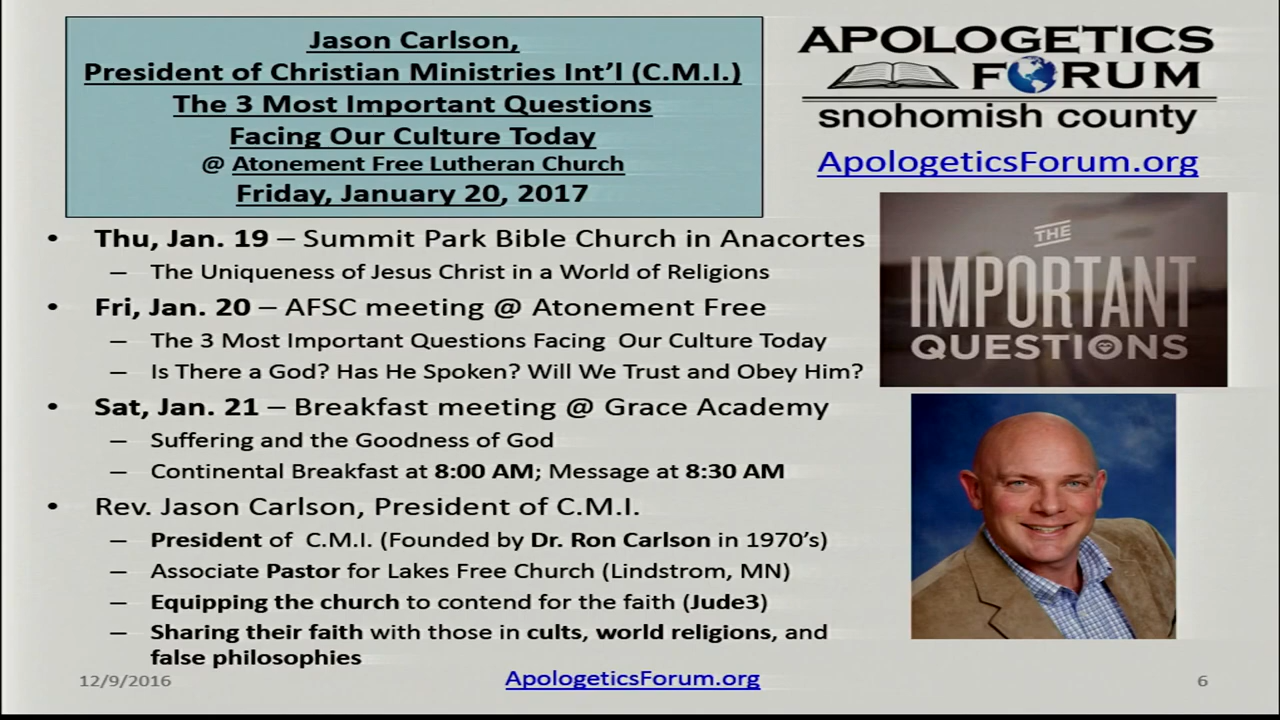 Jason Carlson,
President of Christian Ministries Int'l (C.M.I.)
The 3 Most Important Questions
Facing Our Culture Today
@ Atonement Free Lutheran Church
Friday, January 20, 2017
APOLOGETICS
FORUM
snohomish county
ApologeticsForum.org
• Thu, Jan. 19 – Summit Park Bible Church in Anacortes
– The Uniqueness of Jesus Christ in a World of Religions
• Fri, Jan. 20 – AFSC meeting @ Atonement Free
– The 3 Most Important Questions Facing Our Culture Today
– Is There a God? Has He Spoken? Will We Trust and Obey Him?
• Sat, Jan. 21 – Breakfast meeting @ Grace Academy
– Suffering and the Goodness of God
– Continental Breakfast at 8:00 AM; Message at 8:30 AM
• Rev. Jason Carlson, President of C.M.I.
– President of C.M.I. (Founded by Dr. Ron Carlson in 1970's)
– Associate Pastor for Lakes Free Church (Lindstrom, MN)
– Equipping the church to contend for the faith (Jude3)
– Sharing their faith with those in cults, world religions, and
false philosophies
THE
IMPORTANT
QUESTIONS
12/9/2016
ApologeticsForum.org
6